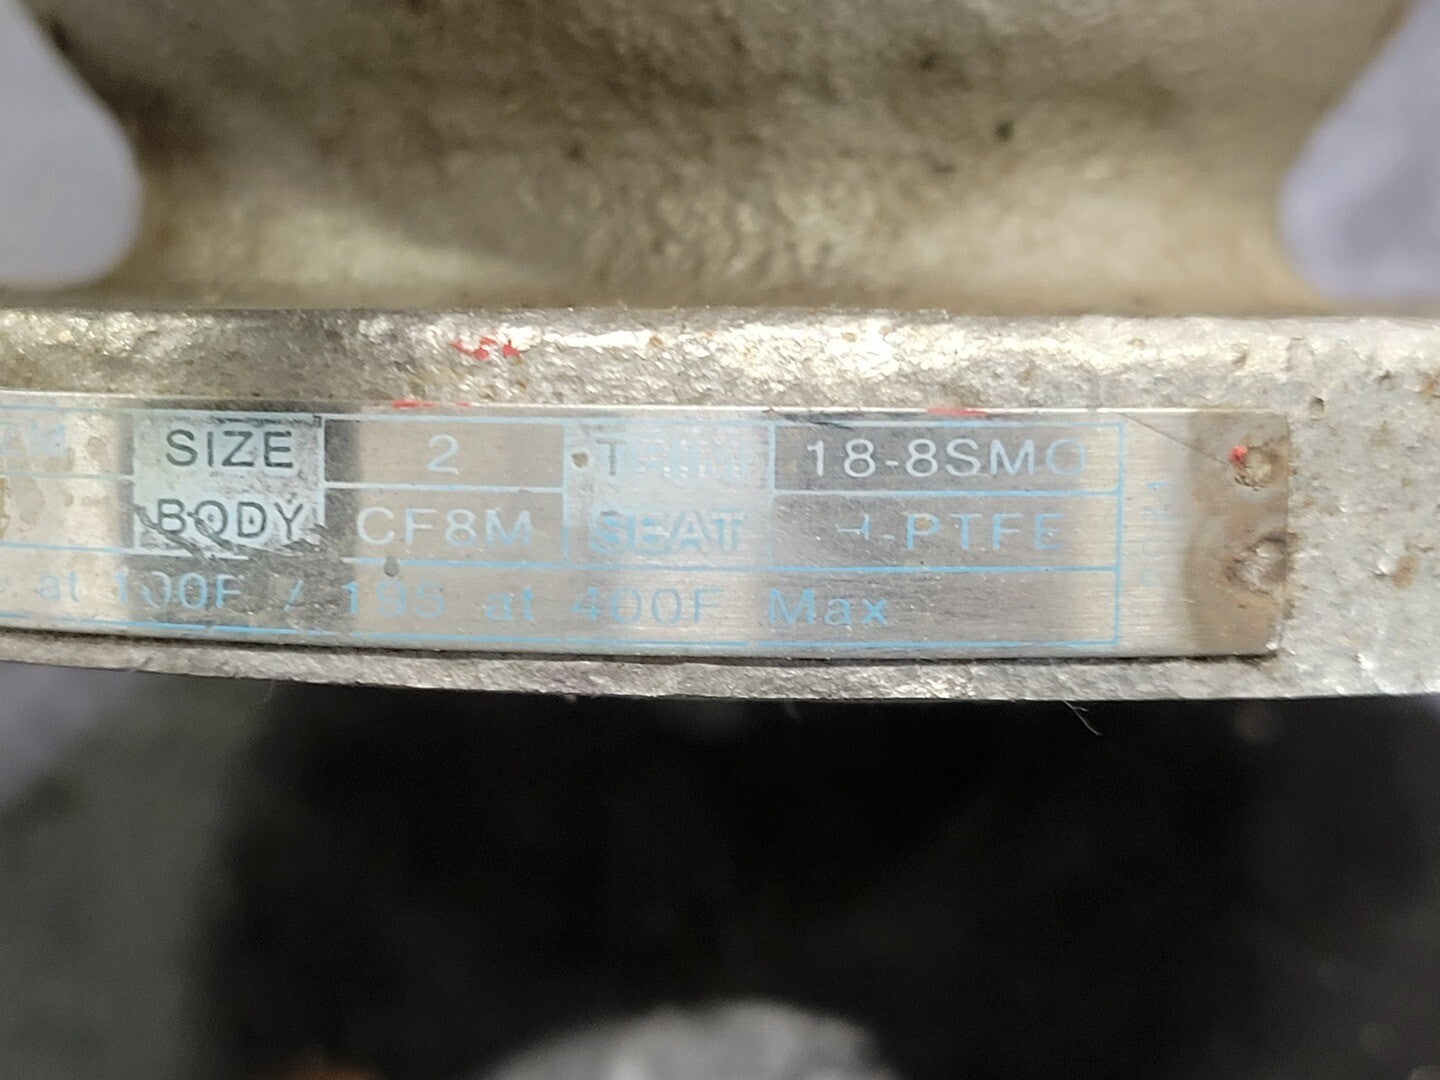 SIZE 2 TRIM 18-8SMO
BODY CF8M SEAT H-PTFE
at 100F / 195 at 400F Max